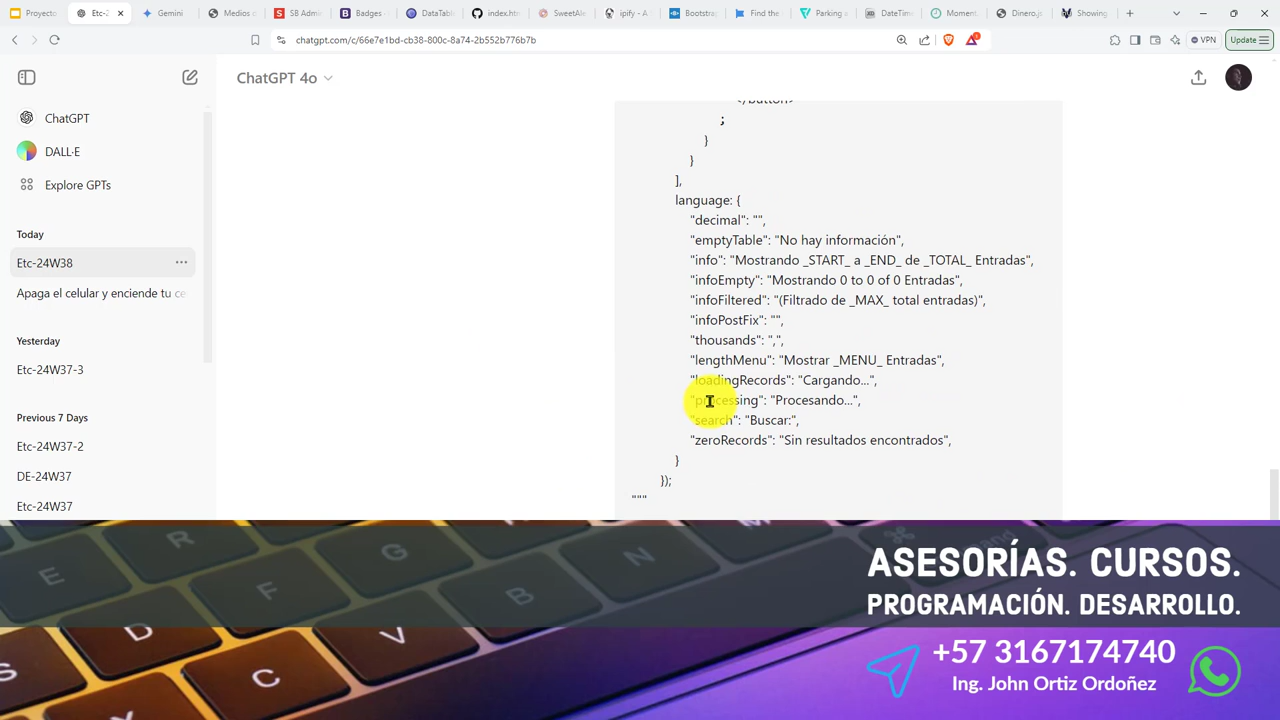 Proyecto
Etc-2
Gemini
Medios d
SB Admi
Badges -
DataTabl
index.htm
SweetAle
ipify - A
Bootstrap
Find the
Parking
DateTime
Moment.
Dinero.js
Showing
chatgpt.com/c/66e7e1bd-cb38-800c-8a74-2b552b776b7b
VPN
Update
ChatGPT 4o
ChatGPT
DALL·E
Explore GPTs
Today
Etc-24W38
Apaga el celular y enciende tu ce
Yesterday
Etc-24W37-3
Previous 7 Days
Etc-24W37-2
DE-24W37
Etc-24W37
</button>
;
}
}
],
language: {
"decimal": "",
"emptyTable": "No hay información",
"info": "Mostrando _START_ a _END_ de _TOTAL_ Entradas",
"infoEmpty": "Mostrando 0 to 0 of 0 Entradas",
"infoFiltered": "(Filtrado de _MAX_ total entradas)",
"infoPostFix": "",
"thousands": ",",
"lengthMenu": "Mostrar _MENU_ Entradas",
"loadingRecords": "Cargando...",
"processing": "Procesando...",
"search": "Buscar:",
"zeroRecords": "Sin resultados encontrados",
}
});
"""
ASESORÍAS. CURSOS.
PROGRAMACIÓN. DESARROLLO.
+57 3167174740
Ing. John Ortiz Ordoñez